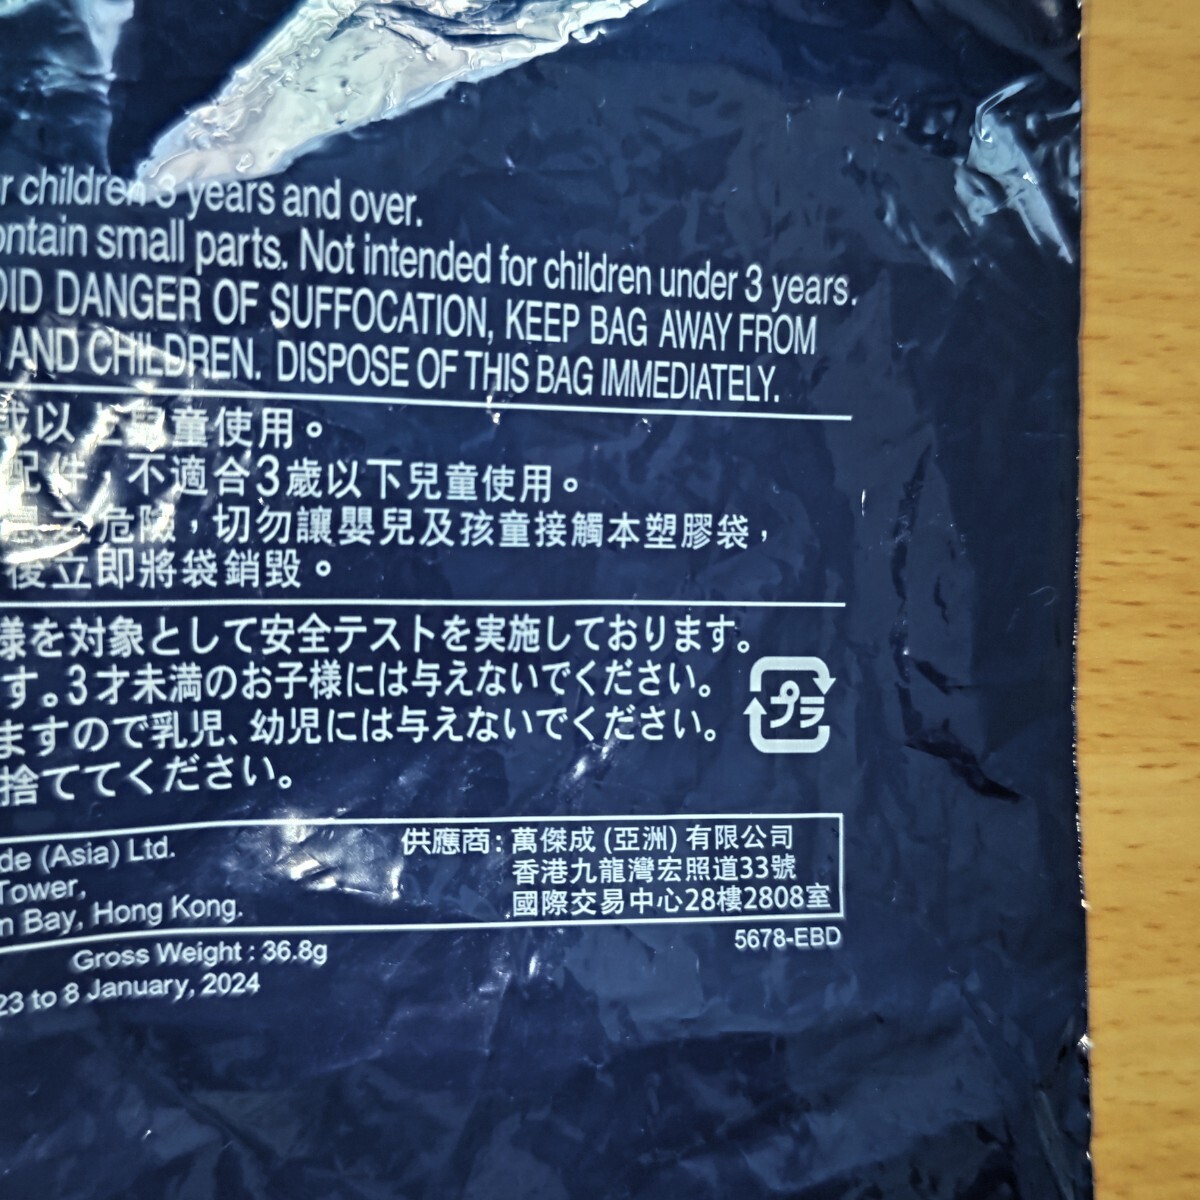 r children 3 years and over.
ontain small parts. Not intended for children under 3 years.
OID DANGER OF SUFFOCATION, KEEP BAG AWAY FROM
AND CHILDREN. DISPOSE OF THIS BAG IMMEDIATELY.
或以上兒童使用。
配件，不適合3歲以下兒童使用。
之危險，切勿讓嬰兒及孩童接觸本塑膠袋，
後立即將袋銷毀。
様を対象として安全テストを実施しております。
す。3才未満のお子様には与えないでください。
ますので乳児、幼児には与えないでください。
捨ててください。
プラ
de (Asia) Ltd.
Tower,
n Bay, Hong Kong.
供應商: 萬傑成 (亞洲) 有限公司
香港九龍灣宏照道33號
國際交易中心28樓2808室
Gross Weight : 36.8g
5678-EBD
23 to 8 January, 2024